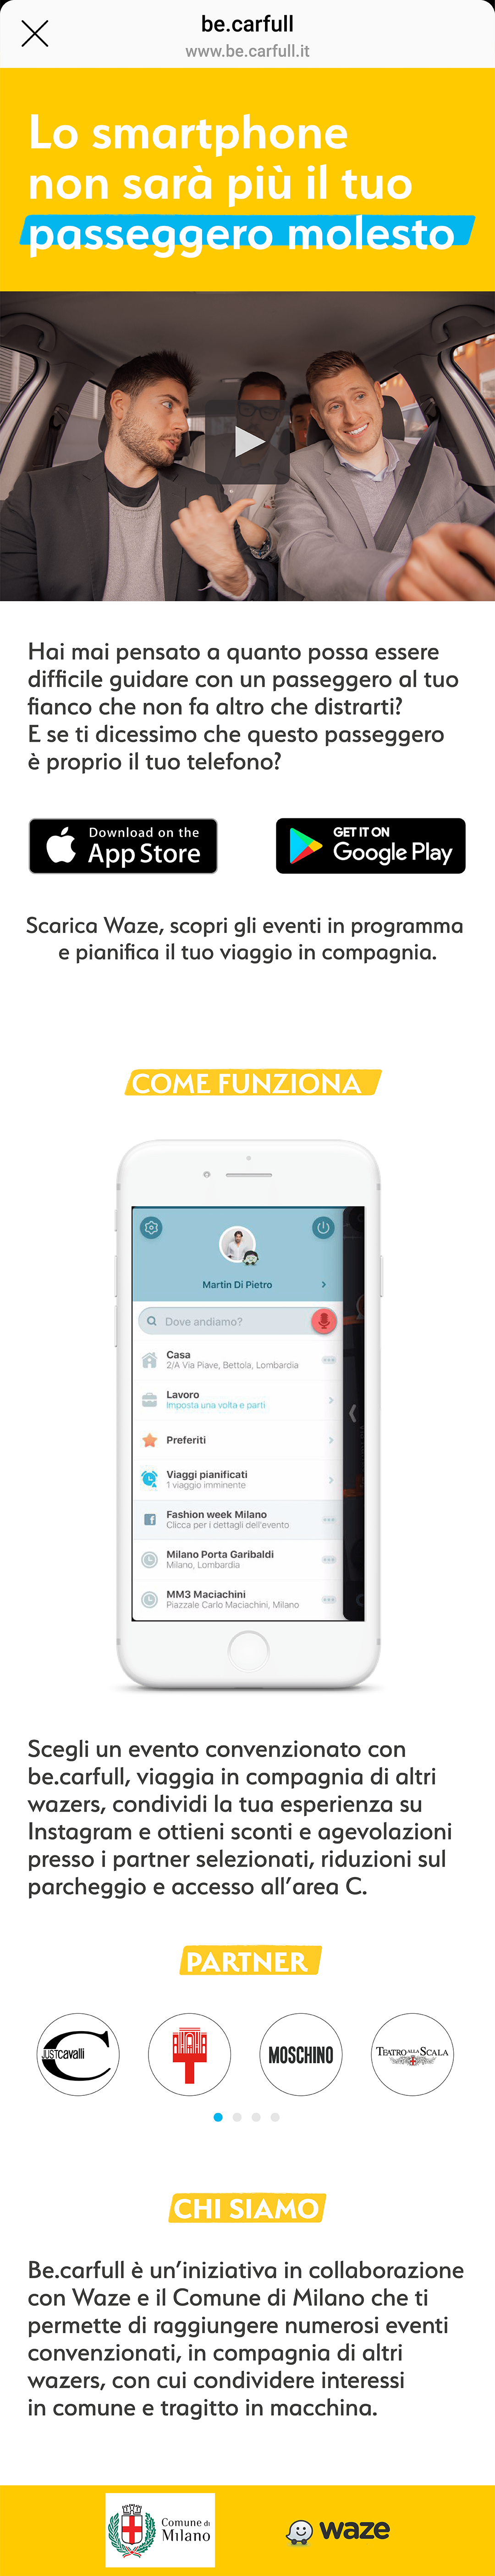 be.carfull
www.be.carfull.it
Lo smartphone
non sarà più il tuo
passeggero molesto
Hai mai pensato a quanto possa essere
difficile guidare con un passeggero al tuo
fianco che non fa altro che distrarti?
E se ti dicessimo che questo passeggero
è proprio il tuo telefono?
Download on the
App Store
GET IT ON
Google Play
Scarica Waze, scopri gli eventi in programma
e pianifica il tuo viaggio in compagnia.
COME FUNZIONA
Martin Di Pietro
Dove andiamo?
Casa
2/A Via Piave, Bettola, Lombardia
Lavoro
Imposta una volta e parti
Preferiti
Viaggi pianificati
1 viaggio imminente
Fashion week Milano
Clicca per i dettagli dell'evento
Milano Porta Garibaldi
Milano, Lombardia
MM3 Maciachini
Piazzale Carlo Maciachini, Milano
Scegli un evento convenzionato con
be.carfull, viaggia in compagnia di altri
wazers, condividi la tua esperienza su
Instagram e ottieni sconti e agevolazioni
presso i partner selezionati, riduzioni sul
parcheggio e accesso all'area C.
PARTNER
JUSTcavalli
MOSCHINO
TEATRO ALLA SCALA
CHI SIAMO
Be.carfull è un'iniziativa in collaborazione
con Waze e il Comune di Milano che ti
permette di raggiungere numerosi eventi
convenzionati, in compagnia di altri
wazers, con cui condividere interessi
in comune e tragitto in macchina.
Comune di
Milano
waze